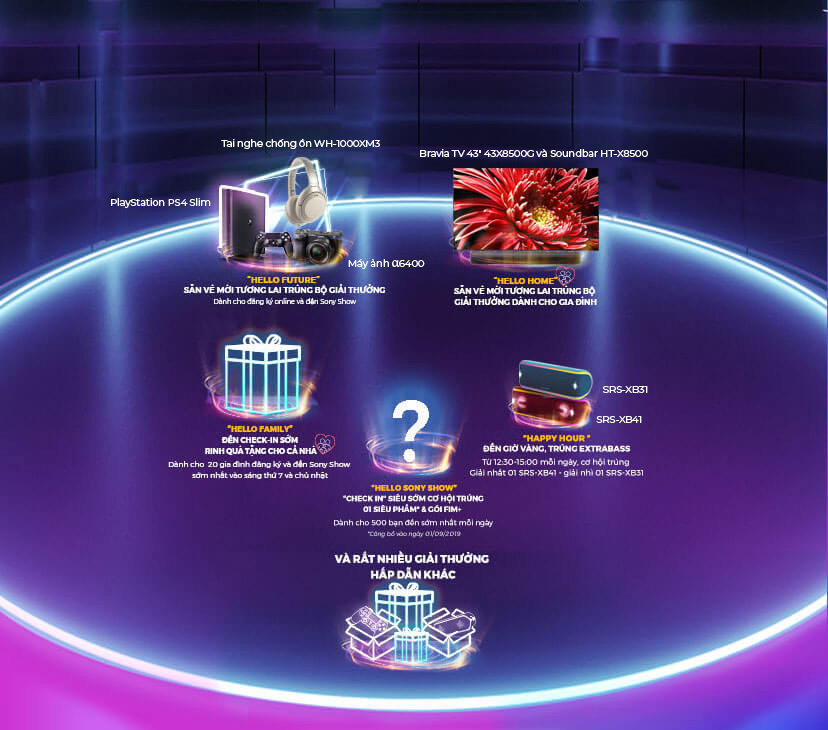 Tai nghe chống ồn WH-1000XM3
Bravia TV 43" 43X8500G và Soundbar HT-X8500
PlayStation PS4 Slim
Máy ảnh α6400
"HELLO FUTURE"
SĂN VÉ MỜI TƯƠNG LAI TRÚNG BỘ GIẢI THƯỞNG
Dành cho đăng ký online và đến Sony Show
"HELLO HOME"
SĂN VÉ MỜI TƯƠNG LAI TRÚNG BỘ
GIẢI THƯỞNG DÀNH CHO GIA ĐÌNH
"HELLO FAMILY"
ĐẾN CHECK-IN SỚM
RINH QUÀ TẶNG CHO CẢ NHÀ
Dành cho 20 gia đình đăng ký và đến Sony Show
sớm nhất vào sáng thứ 7 và chủ nhật
?
"HELLO SONY SHOW"
"CHECK IN" SIÊU SỚM CƠ HỘI TRÚNG
01 SIÊU PHẨM* & GÓI FIM+
Dành cho 500 bạn đến sớm nhất mỗi ngày
*Công bố vào ngày 01/09/2019
SRS-XB31
SRS-XB41
"HAPPY HOUR "
ĐẾN GIỜ VÀNG, TRÚNG EXTRABASS
Từ 12:30-15:00 mỗi ngày, cơ hội trúng
Giải nhất 01 SRS-XB41 - giải nhì 01 SRS-XB31
VÀ RẤT NHIỀU GIẢI THƯỞNG
HẤP DẪN KHÁC